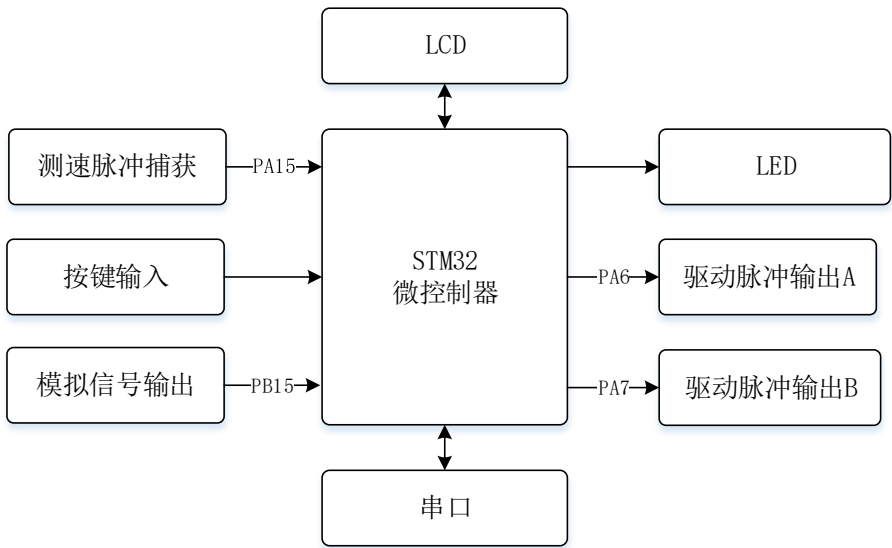 LCD
测速脉冲捕获
PA15
LED
按键输入
STM32
微控制器
PA6
驱动脉冲输出A
模拟信号输出
PB15
PA7
驱动脉冲输出B
串口